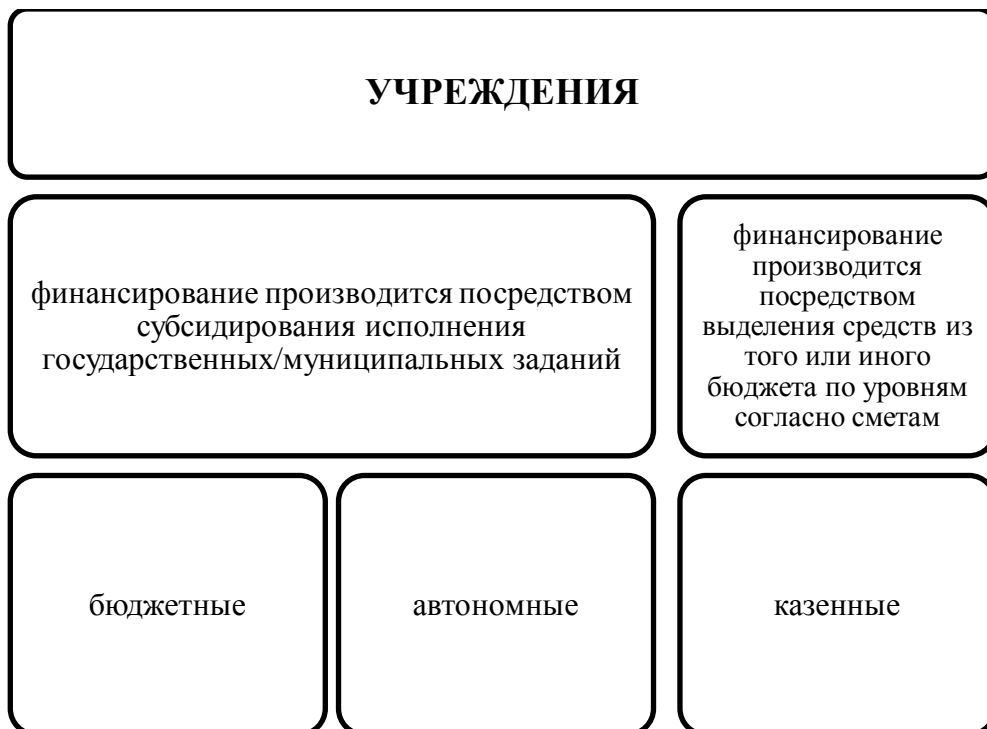 УЧРЕЖДЕНИЯ
финансирование производится посредством
субсидирования исполнения
государственных/муниципальных заданий
финансирование
производится
посредством
выделения средств из
того или иного
бюджета по уровням
согласно сметам
бюджетные
автономные
казенные